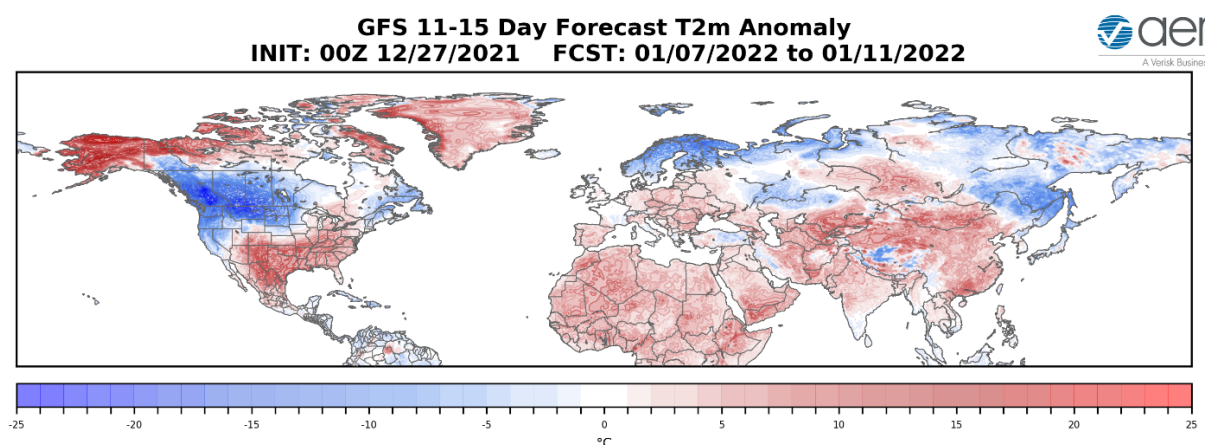 GFS 11-15 Day Forecast T2m Anomaly
INIT: 00Z 12/27/2021 FCST: 01/07/2022 to 01/11/2022
aer
A Verisk Busines
-25 -20 -15 -10 -5 0 5 10 15 20 25
°C